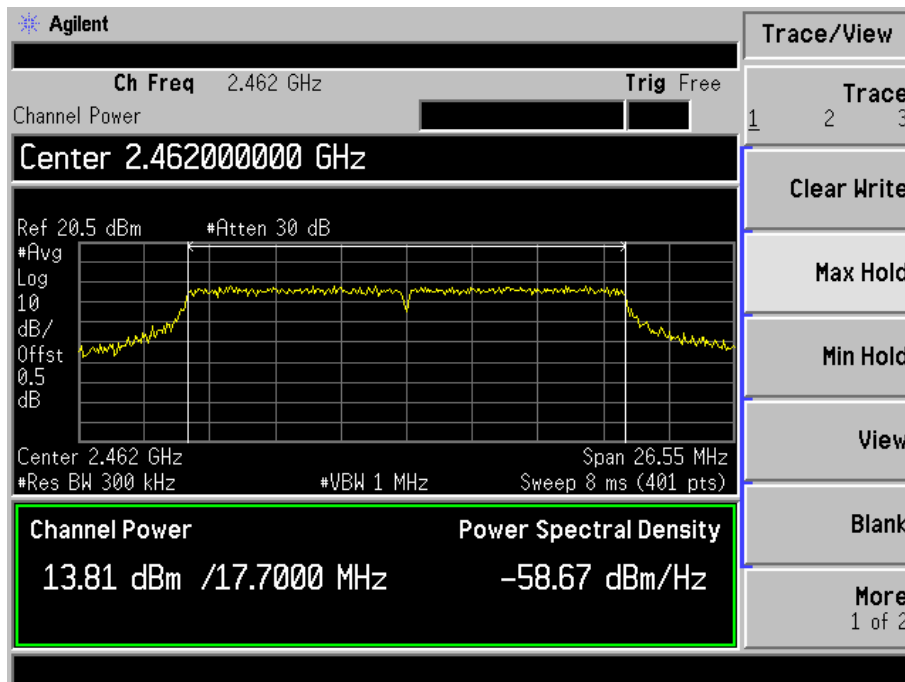 Agilent
Trace/View
Ch Freq 2.462 GHz Trig Free
Channel Power
Trace
1 2 3
Center 2.462000000 GHz
Clear Write
Ref 20.5 dBm #Atten 30 dB
#Avg
Log
10
dB/
Offst
0.5
dB
Max Hold
Min Hold
View
Center 2.462 GHz Span 26.55 MHz
#Res BW 300 kHz #VBW 1 MHz Sweep 8 ms (401 pts)
Channel Power Power Spectral Density
13.81 dBm /17.7000 MHz -58.67 dBm/Hz
Blank
More
1 of 2